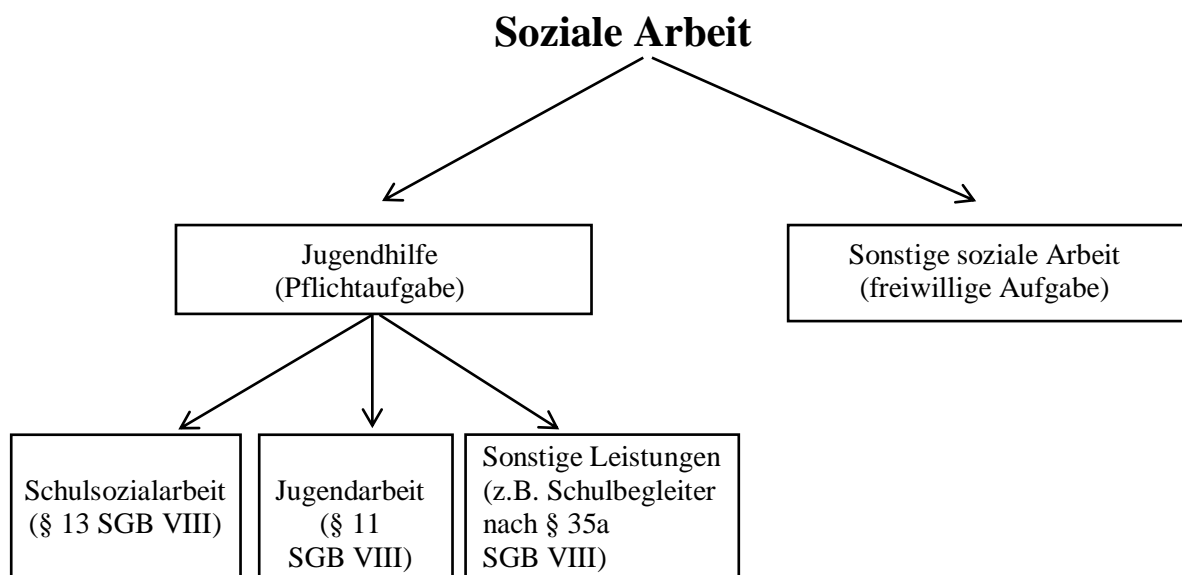 Soziale Arbeit
Jugendhilfe
(Pflichtaufgabe)
Sonstige soziale Arbeit
(freiwillige Aufgabe)
Schulsozialarbeit
(§ 13 SGB VIII)
Jugendarbeit
(§ 11
SGB VIII)
Sonstige Leistungen
(z.B. Schulbegleiter
nach § 35a
SGB VIII)